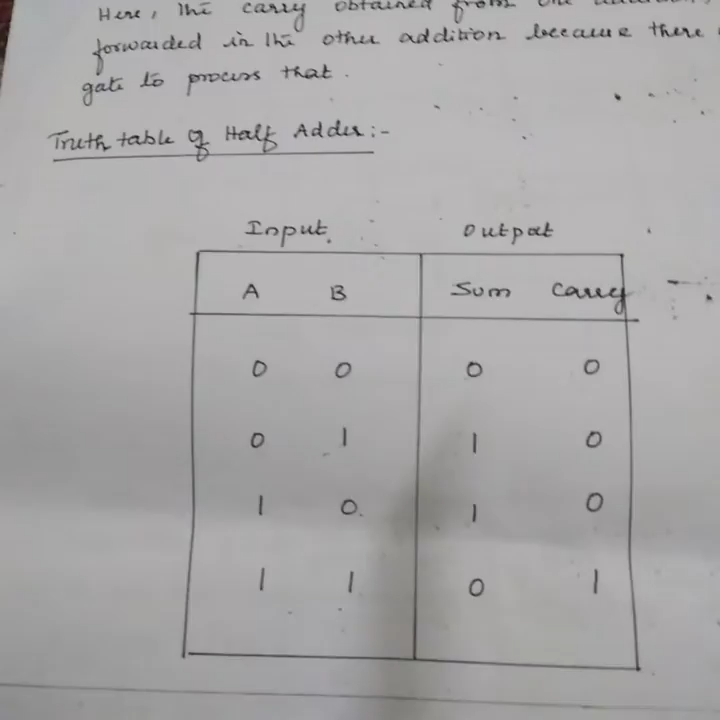 Here, the carry obtained from
forwarded in the other addition because there
gate to process that.
Truth table of Half Adder:-
Input Output
A B Sum Carry
0 0 0 0
0 1 1 0
1 0 1 0
1 1 0 1